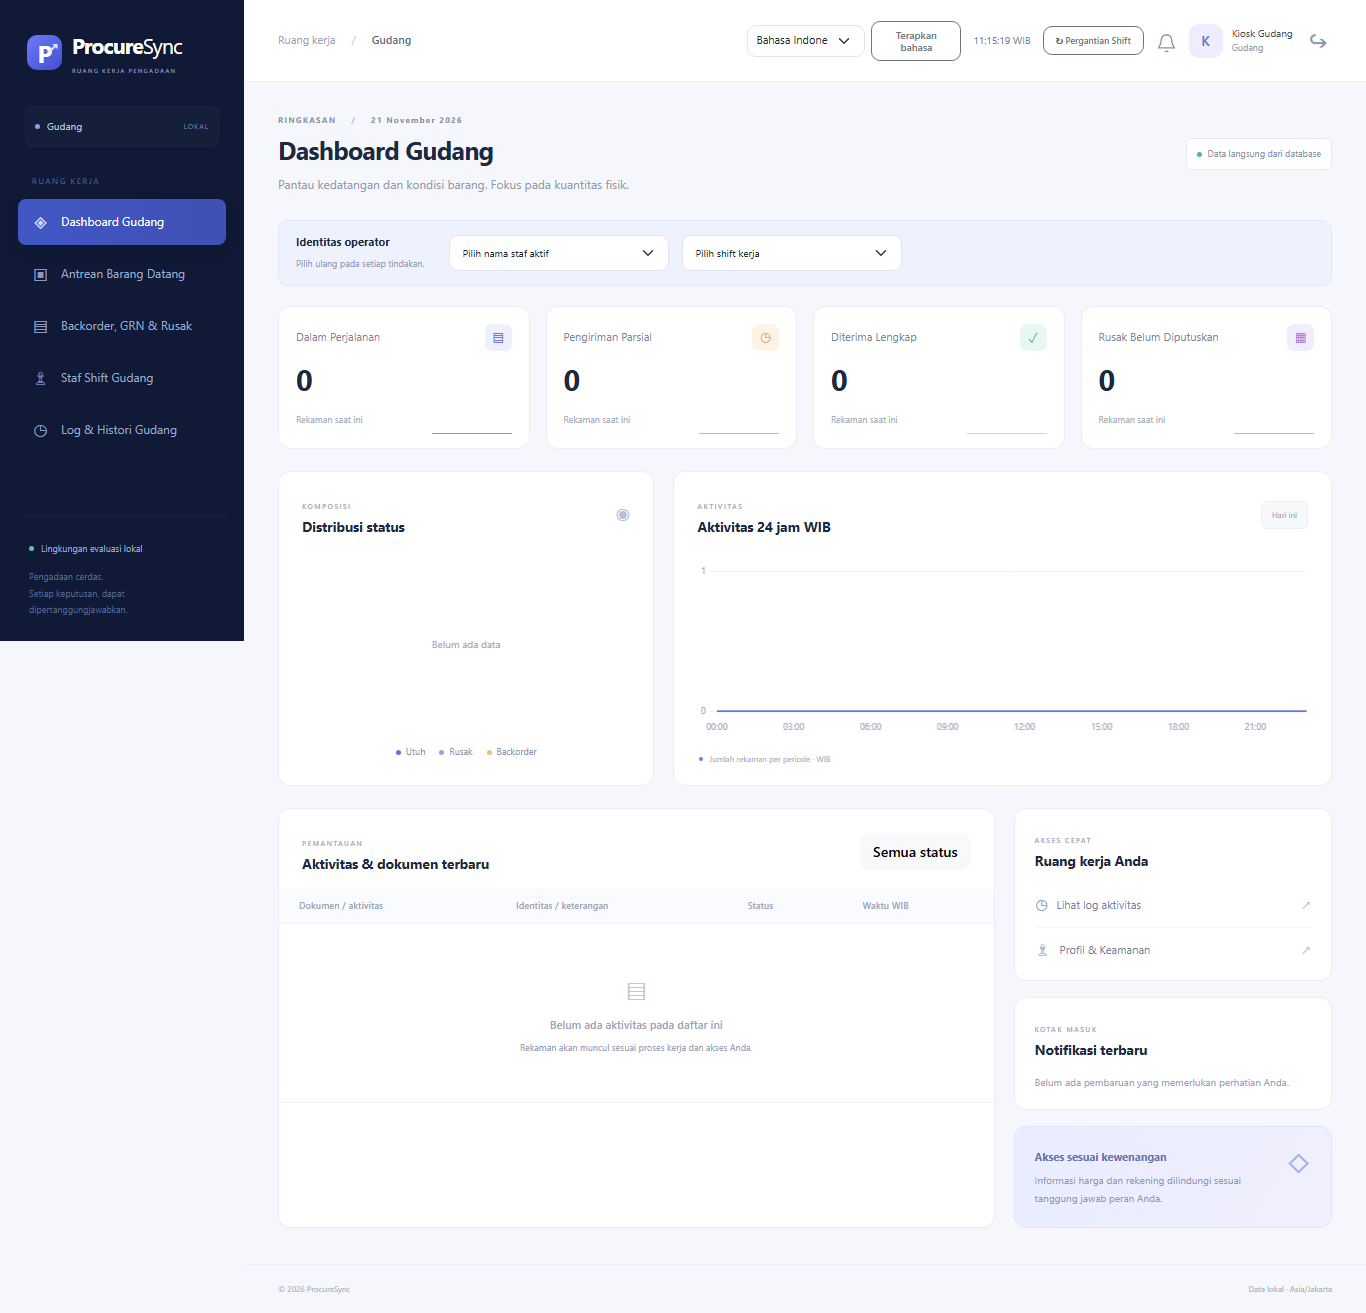 ProcureSync
RUANG KERJA PENGADAAN
Gudang
LOKAL
RUANG KERJA
Dashboard Gudang
Antrean Barang Datang
Backorder, GRN & Rusak
Staf Shift Gudang
Log & Histori Gudang
Lingkungan evaluasi lokal
Pengadaan cerdas.
Setiap keputusan, dapat
dipertanggungjawabkan.
Ruang kerja / Gudang
Bahasa Indone
Terapkan
bahasa
11:15:19 WIB
↻ Pergantian Shift
K
Kiosk Gudang
Gudang
RINGKASAN / 21 November 2026
Dashboard Gudang
Pantau kedatangan dan kondisi barang. Fokus pada kuantitas fisik.
Data langsung dari database
Identitas operator
Pilih ulang pada setiap tindakan.
Pilih nama staf aktif
Pilih shift kerja
Dalam Perjalanan
0
Rekaman saat ini
Pengiriman Parsial
0
Rekaman saat ini
Diterima Lengkap
0
Rekaman saat ini
Rusak Belum Diputuskan
0
Rekaman saat ini
KOMPOSISI
Distribusi status
Belum ada data
Utuh Rusak Backorder
AKTIVITAS
Aktivitas 24 jam WIB
Hari ini
1
0
00:00 03:00 06:00 09:00 12:00 15:00 18:00 21:00
Jumlah rekaman per periode · WIB
PEMANTAUAN
Aktivitas & dokumen terbaru
Semua status
Dokumen / aktivitas Identitas / keterangan Status Waktu WIB
Belum ada aktivitas pada daftar ini
Rekaman akan muncul sesuai proses kerja dan akses Anda.
AKSES CEPAT
Ruang kerja Anda
Lihat log aktivitas ↗
Profil & Keamanan ↗
KOTAK MASUK
Notifikasi terbaru
Belum ada pembaruan yang memerlukan perhatian Anda.
Akses sesuai kewenangan
Informasi harga dan rekening dilindungi sesuai
tanggung jawab peran Anda.
© 2026 ProcureSync
Data lokal · Asia/Jakarta